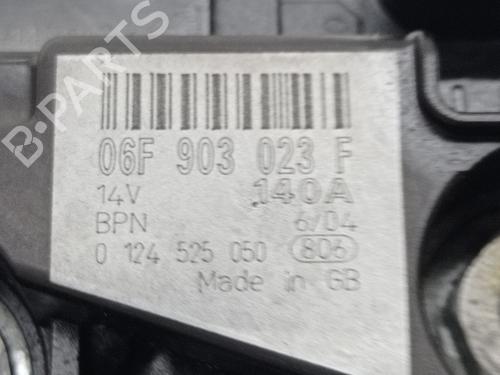 B-PARTS
06F 903 023 F
14V 140A
BPN 6/04
0 124 525 050 806
Made in GB